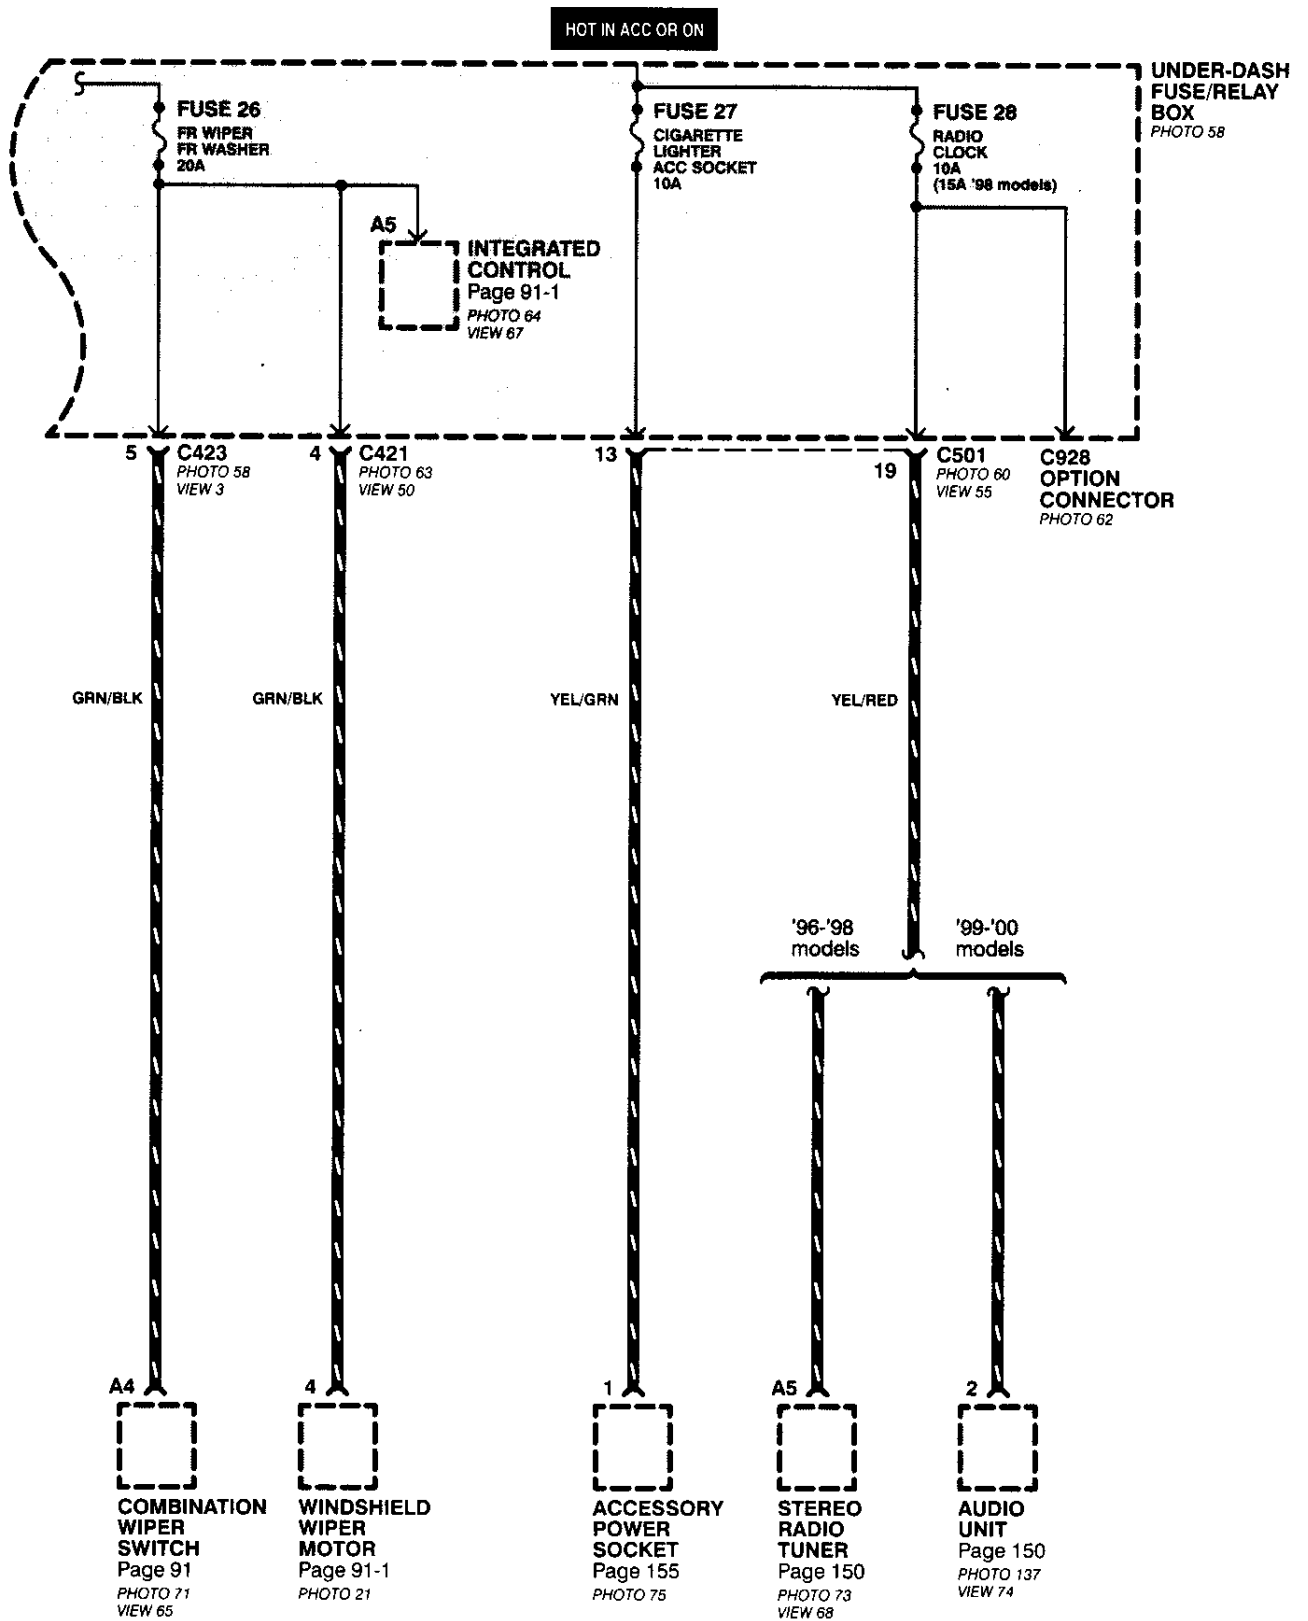 HOT IN ACC OR ON
UNDER-DASH
FUSE/RELAY
BOX
PHOTO 58
FUSE 26
FR WIPER
FR WASHER
20A
FUSE 27
CIGARETTE
LIGHTER
ACC SOCKET
10A
FUSE 28
RADIO
CLOCK
10A
(15A '98 models)
A5
INTEGRATED
CONTROL
Page 91-1
PHOTO 64
VIEW 67
5
C423
PHOTO 58
VIEW 3
4
C421
PHOTO 63
VIEW 50
13
19
C501
PHOTO 60
VIEW 55
C928
OPTION
CONNECTOR
PHOTO 62
GRN/BLK
GRN/BLK
YEL/GRN
YEL/RED
'96-'98
models
'99-'00
models
A4
COMBINATION
WIPER
SWITCH
Page 91
PHOTO 71
VIEW 65
4
WINDSHIELD
WIPER
MOTOR
Page 91-1
PHOTO 21
1
ACCESSORY
POWER
SOCKET
Page 155
PHOTO 75
A5
STEREO
RADIO
TUNER
Page 150
PHOTO 73
VIEW 68
2
AUDIO
UNIT
Page 150
PHOTO 137
VIEW 74